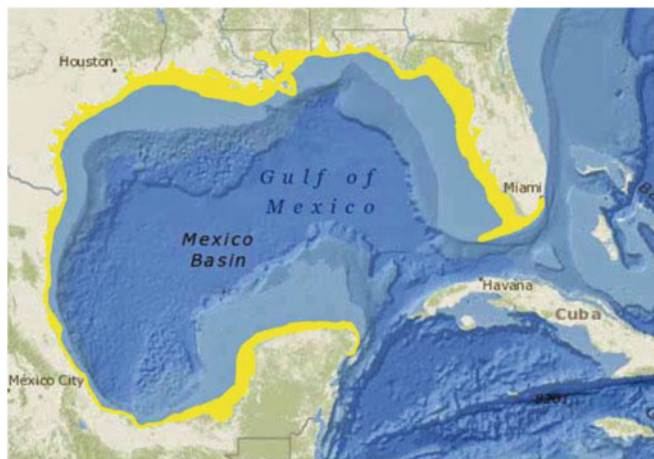 Houston
Gulf of
Mexico
Miami
Mexico
Basin
Havana
Cuba
México City